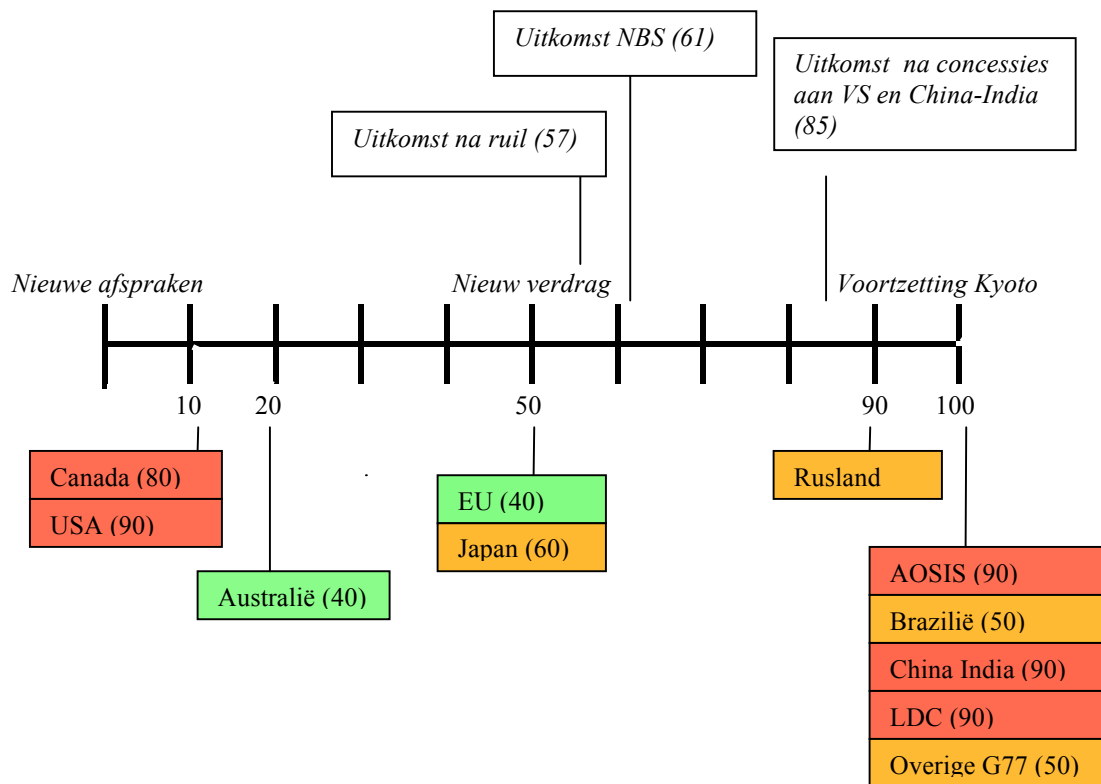 Uitkomst NBS (61)
Uitkomst na concessies
aan VS en China-India
(85)
Uitkomst na ruil (57)
Nieuwe afspraken
Nieuw verdrag
Voortzetting Kyoto
10
20
50
90
100
Canada (80)
USA (90)
Australië (40)
EU (40)
Japan (60)
Rusland
AOSIS (90)
Brazilië (50)
China India (90)
LDC (90)
Overige G77 (50)